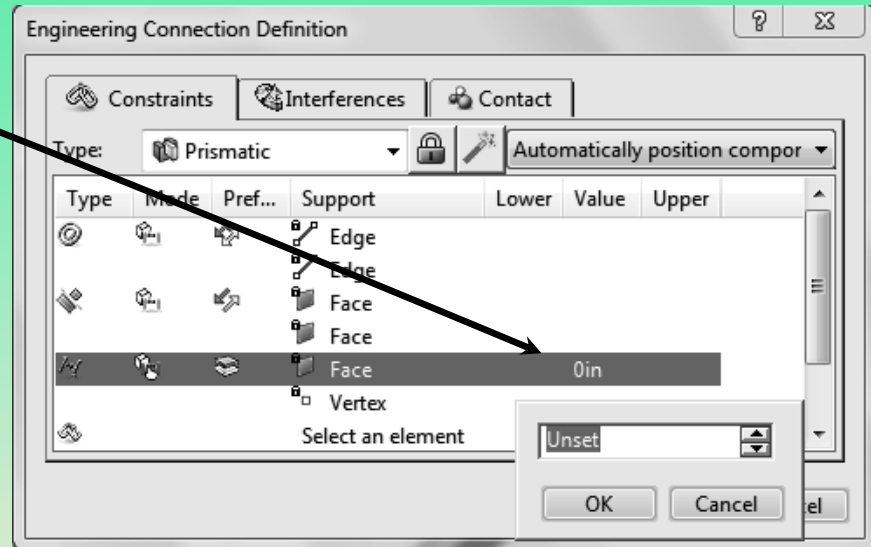 Engineering Connection Definition
Constraints Interferences Contact
Type: Prismatic Automatically position compor
Type Mode Pref... Support Lower Value Upper
Edge
Edge
Face
Face
Face 0in
Vertex
Select an element
Unset
OK Cancel el